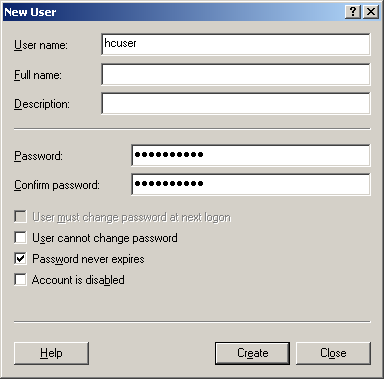 New User
User name:
hcuser
Full name:
Description:
Password:
●●●●●●●●●●
Confirm password:
●●●●●●●●●●
User must change password at next logon
User cannot change password
Password never expires
Account is disabled
Help
Create
Close